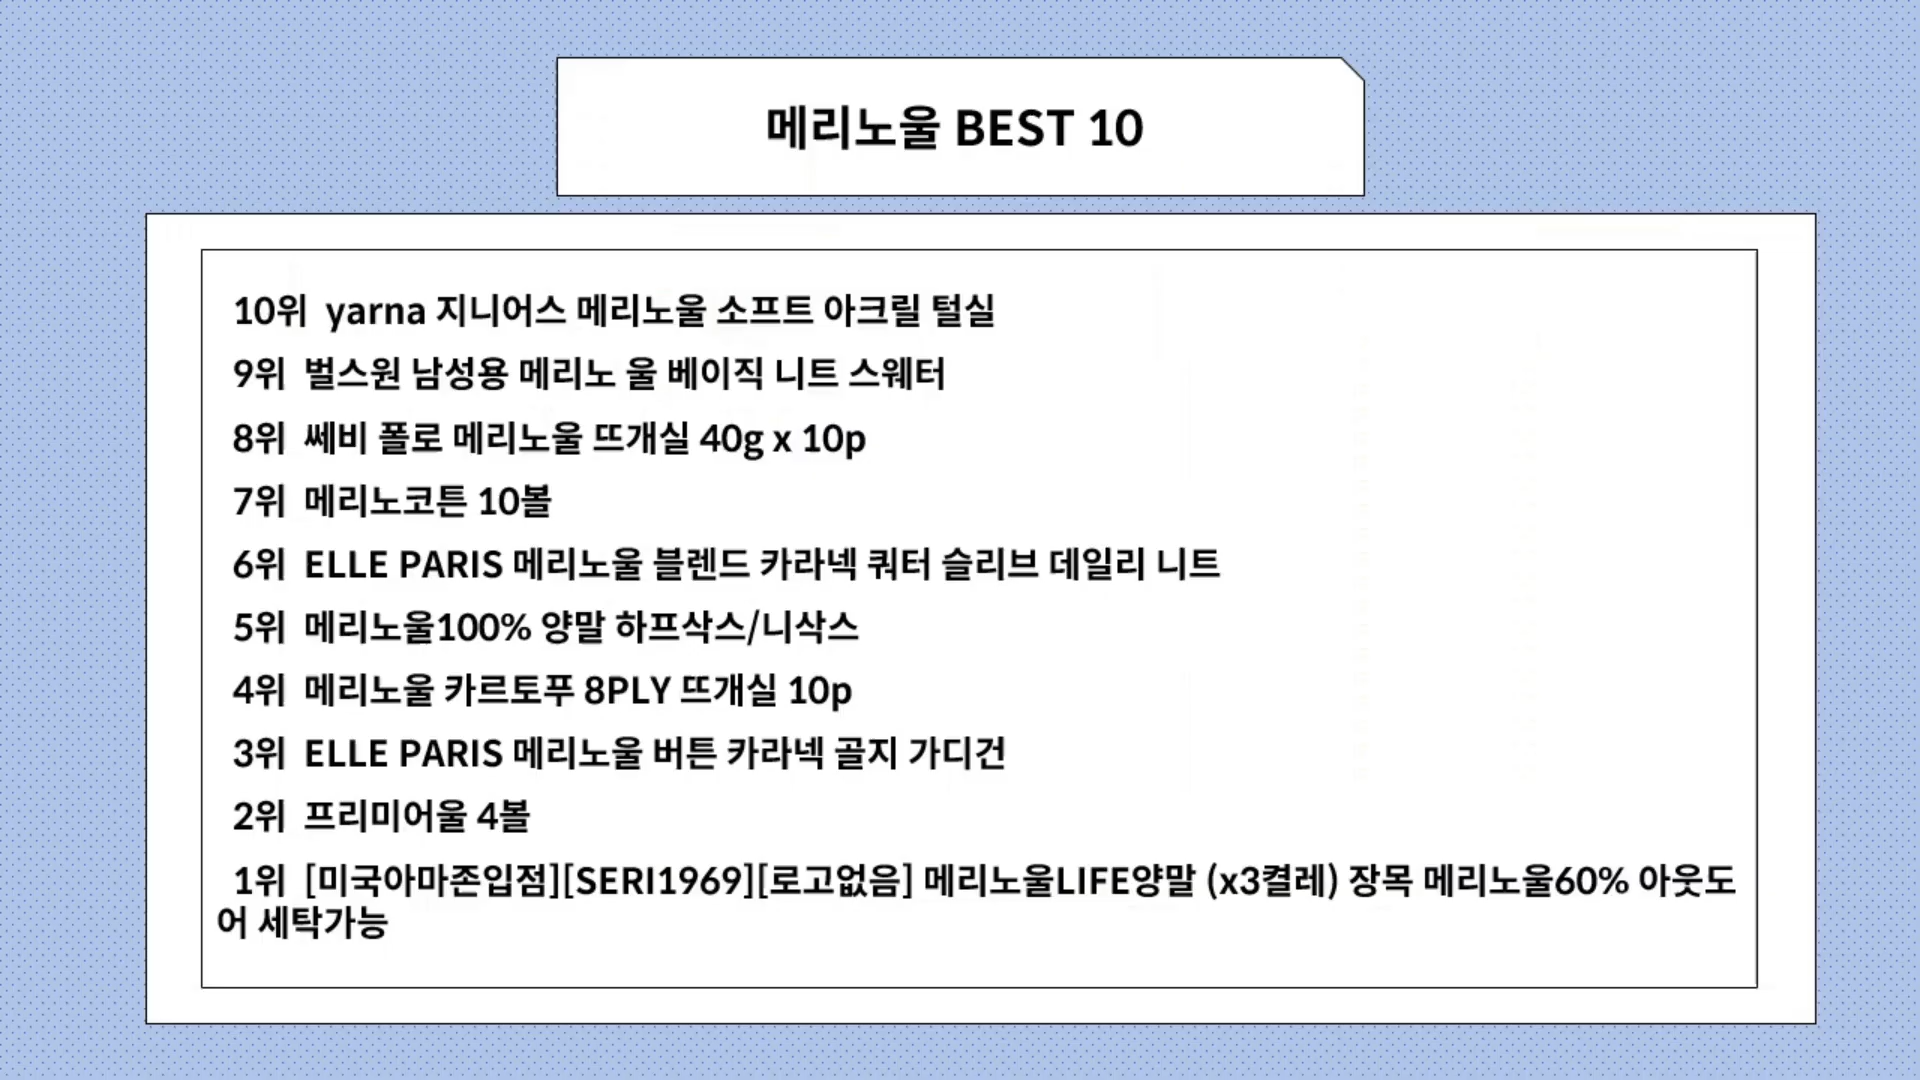 메리노울 BEST 10
10위 yarna 지니어스 메리노울 소프트 아크릴 털실
9위 벌스원 남성용 메리노 울 베이직 니트 스웨터
8위 쎄비 폴로 메리노울 뜨개실 40g x 10p
7위 메리노코튼 10볼
6위 ELLE PARIS 메리노울 블렌드 카라넥 쿼터 슬리브 데일리 니트
5위 메리노울100% 양말 하프삭스/니삭스
4위 메리노울 카르토푸 8PLY 뜨개실 10p
3위 ELLE PARIS 메리노울 버튼 카라넥 골지 가디건
2위 프리미어울 4볼
1위 [미국아마존입점][SERI1969][로고없음] 메리노울LIFE양말 (x3켤레) 장목 메리노울60% 아웃도
어 세탁가능